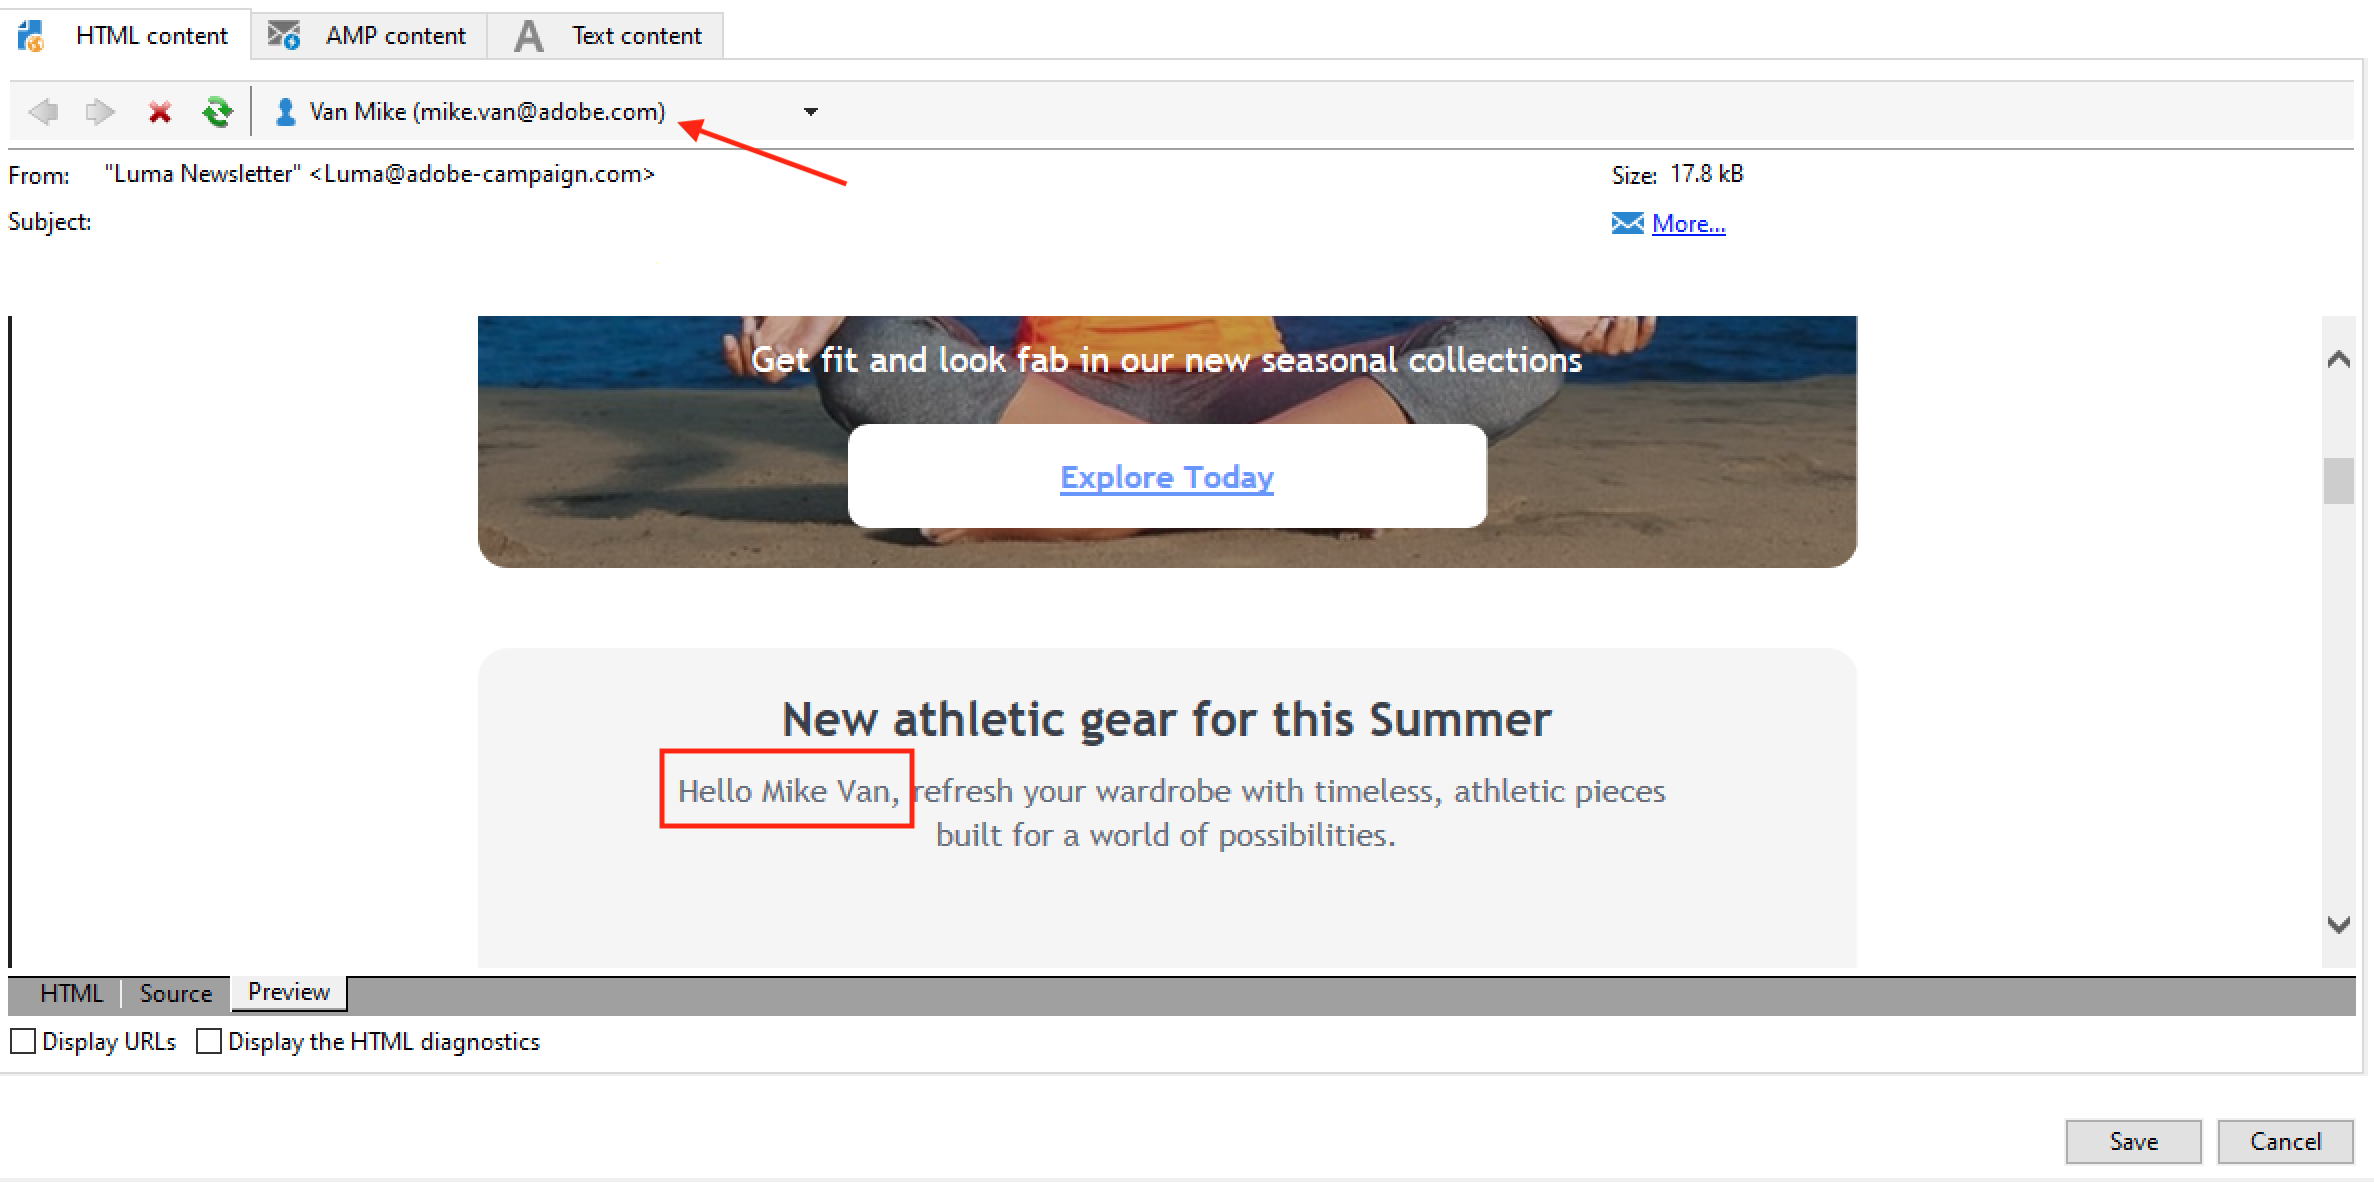 HTML content AMP content A Text content
Van Mike (mike.van@adobe.com)
From: "Luma Newsletter" <Luma@adobe-campaign.com> Size: 17.8 kB
Subject: More...
Get fit and look fab in our new seasonal collections
Explore Today
New athletic gear for this Summer
Hello Mike Van, refresh your wardrobe with timeless, athletic pieces
built for a world of possibilities.
HTML Source Preview
Display URLs Display the HTML diagnostics
Save Cancel